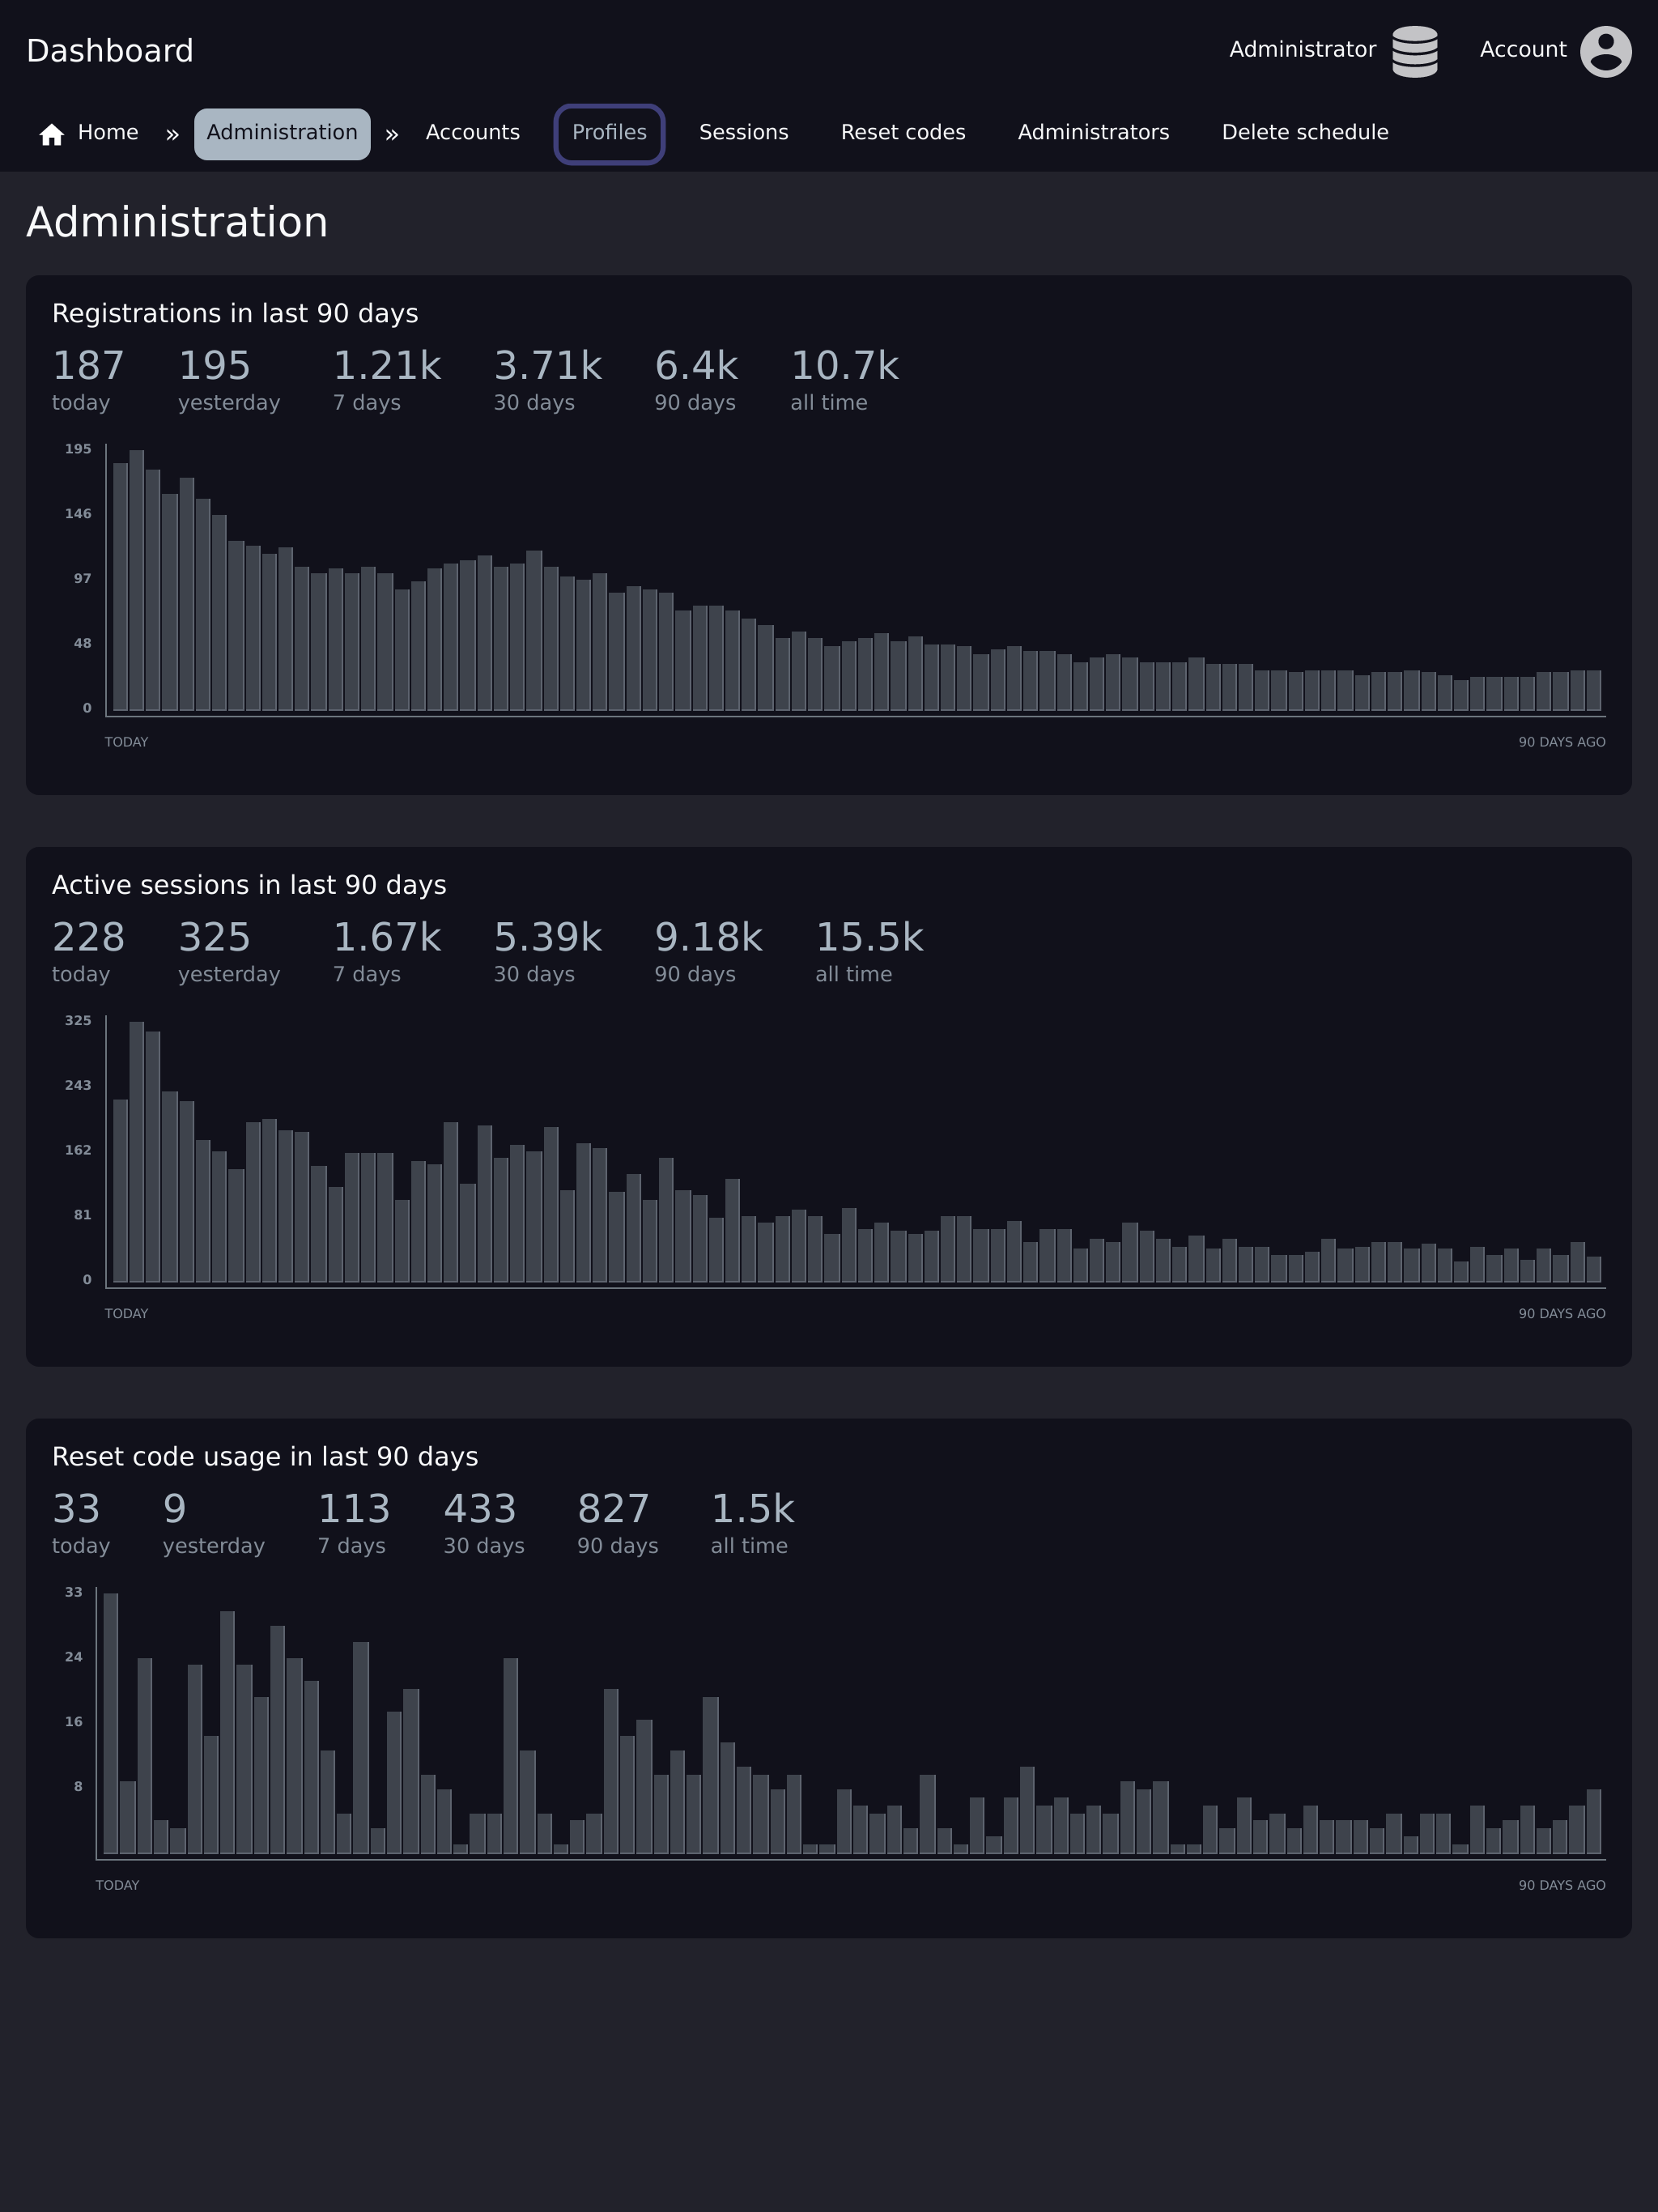 Dashboard
Administrator
Account
Home » Administration » Accounts Profiles Sessions Reset codes Administrators Delete schedule
Administration
Registrations in last 90 days
187 195 1.21k 3.71k 6.4k 10.7k
today yesterday 7 days 30 days 90 days all time
195
146
97
48
0
TODAY 90 DAYS AGO
Active sessions in last 90 days
228 325 1.67k 5.39k 9.18k 15.5k
today yesterday 7 days 30 days 90 days all time
325
243
162
81
0
TODAY 90 DAYS AGO
Reset code usage in last 90 days
33 9 113 433 827 1.5k
today yesterday 7 days 30 days 90 days all time
33
24
16
8
TODAY 90 DAYS AGO